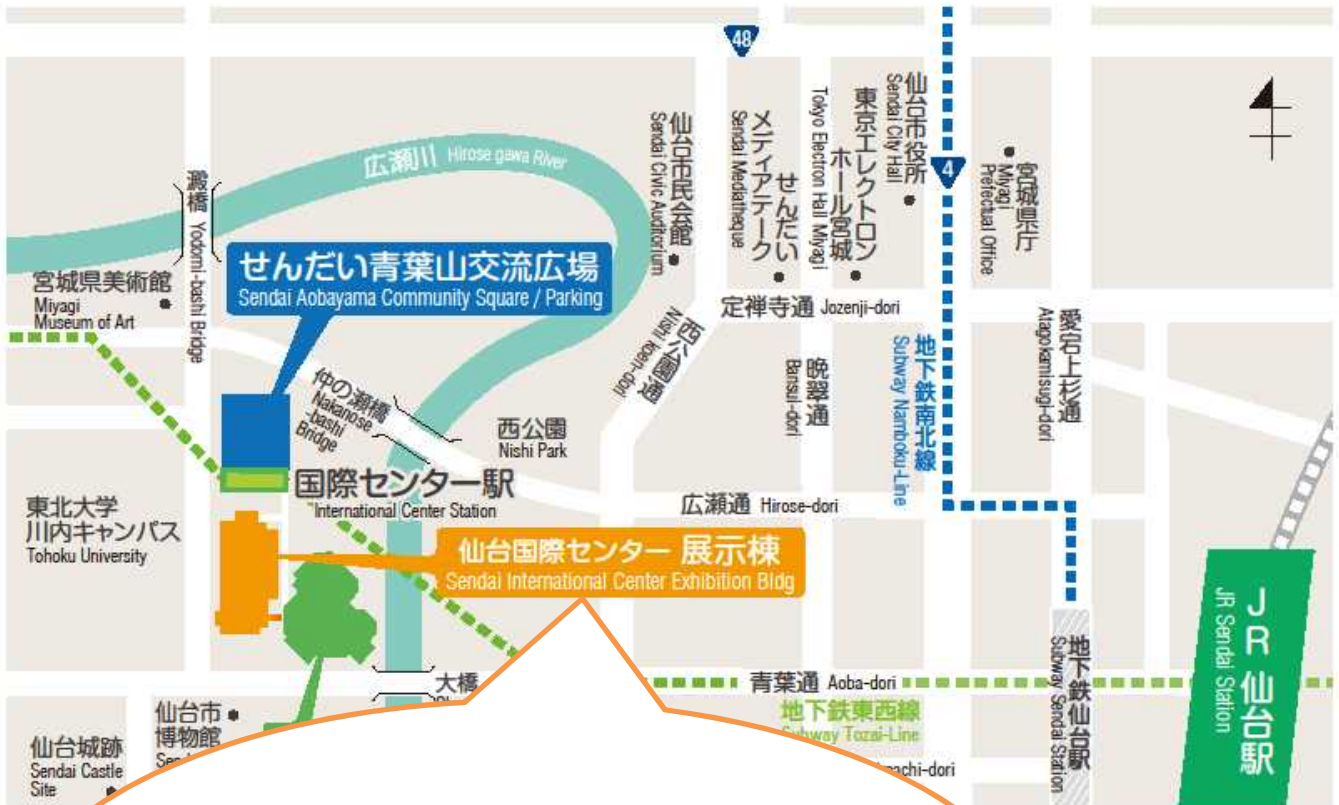 48
仙台市役所
Sendai City Hall
東京エレクトロン
ホール宮城
Tokyo Electron Hall Miyagi
せんだい
メディアテーク
Sendai Mediatheque
仙台市民会館
Sendai Civic Auditorium
4
宮城県庁
Miyagi
Prefectual Office
広瀬川 Hirose gawa River
澱橋 Yodomi-bashi Bridge
せんだい青葉山交流広場
Sendai Aobayama Community Square / Parking
宮城県美術館
Miyagi
Museum of Art
定禅寺通 Jozenji-dori
西公園通
Nishi koen-dori
晩翠通
Bansui-dori
地下鉄南北線
Subway Namboku-Line
愛宕上杉通
Atagokamisugi-dori
仲の瀬橋
Nakanose
-bashi
Bridge
西公園
Nishi Park
国際センター駅
International Center Station
広瀬通 Hirose-dori
東北大学
川内キャンパス
Tohoku University
仙台国際センター 展示棟
Sendai International Center Exhibition Bldg
JR 仙台駅
JR Sendai Station
地下鉄仙台駅
Subway Sendai Station
大橋
青葉通 Aoba-dori
地下鉄東西線
Subway Tozai-Line
仙台市
博物館
仙台城跡
Sendai Castle
Site